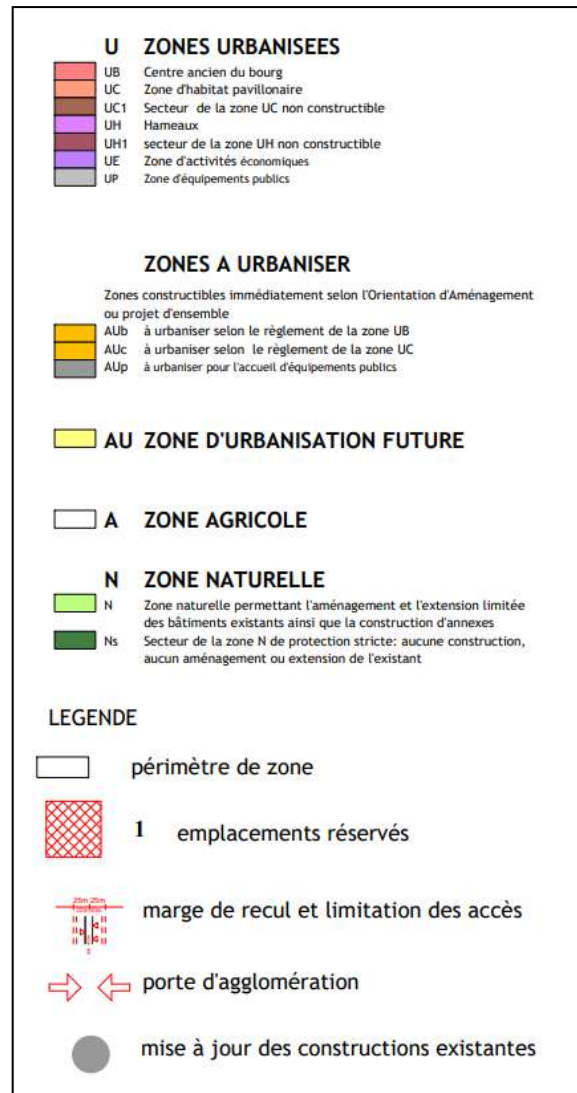 U ZONES URBANISEES
UB Centre ancien du bourg
UC Zone d'habitat pavillonaire
UC1 Secteur de la zone UC non constructible
UH Hameaux
UH1 secteur de la zone UH non constructible
UE Zone d'activités économiques
UP Zone d'équipements publics
ZONES A URBANISER
Zones constructibles immédiatement selon l'Orientation d'Aménagement
ou projet d'ensemble
AUb à urbaniser selon le règlement de la zone UB
AUc à urbaniser selon le règlement de la zone UC
AUp à urbaniser pour l'accueil d'équipements publics
AU ZONE D'URBANISATION FUTURE
A ZONE AGRICOLE
N ZONE NATURELLE
N Zone naturelle permettant l'aménagement et l'extension limitée
des bâtiments existants ainsi que la construction d'annexes
Ns Secteur de la zone N de protection stricte: aucune construction,
aucun aménagement ou extension de l'existant
LEGENDE
périmètre de zone
1 emplacements réservés
25m 25m
marge de recul et limitation des accès
porte d'agglomération
mise à jour des constructions existantes